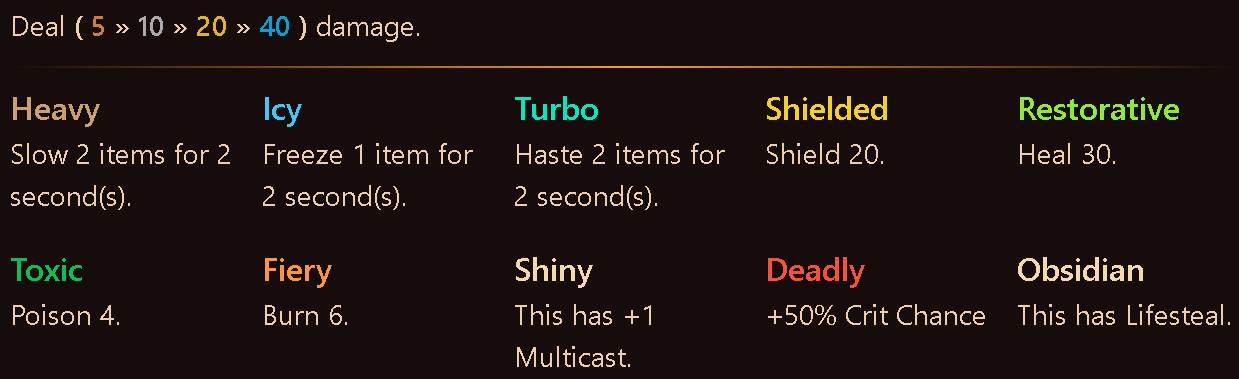 Deal ( 5 » 10 » 20 » 40 ) damage.
Heavy
Slow 2 items for 2
second(s).
Icy
Freeze 1 item for
2 second(s).
Turbo
Haste 2 items for
2 second(s).
Shielded
Shield 20.
Restorative
Heal 30.
Toxic
Poison 4.
Fiery
Burn 6.
Shiny
This has +1
Multicast.
Deadly
+50% Crit Chance
Obsidian
This has Lifesteal.